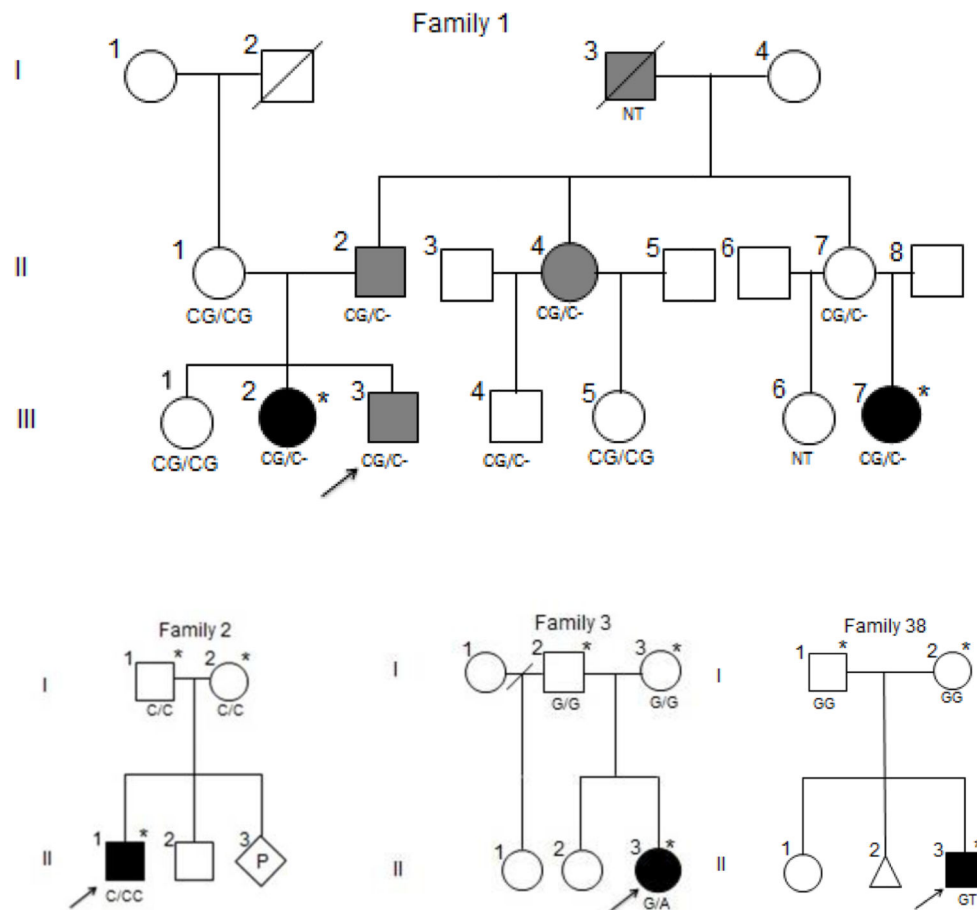 Family 1
I
1 2 3 4
NT
II
1 2 3 4 5 6 7 8
CG/CG CG/C- CG/C- CG/C-
III
1 2 * 3 4 5 6 7 *
CG/CG CG/C- CG/C- CG/C- CG/CG NT CG/C-
Family 2
I
1 * 2 *
C/C C/C
II
1 * 2 3
P
C/CC
Family 3
I
1 2 * 3 *
G/G G/G
II
1 2 3 *
G/A
Family 38
I
1 * 2 *
GG GG
II
1 2 3 *
GT